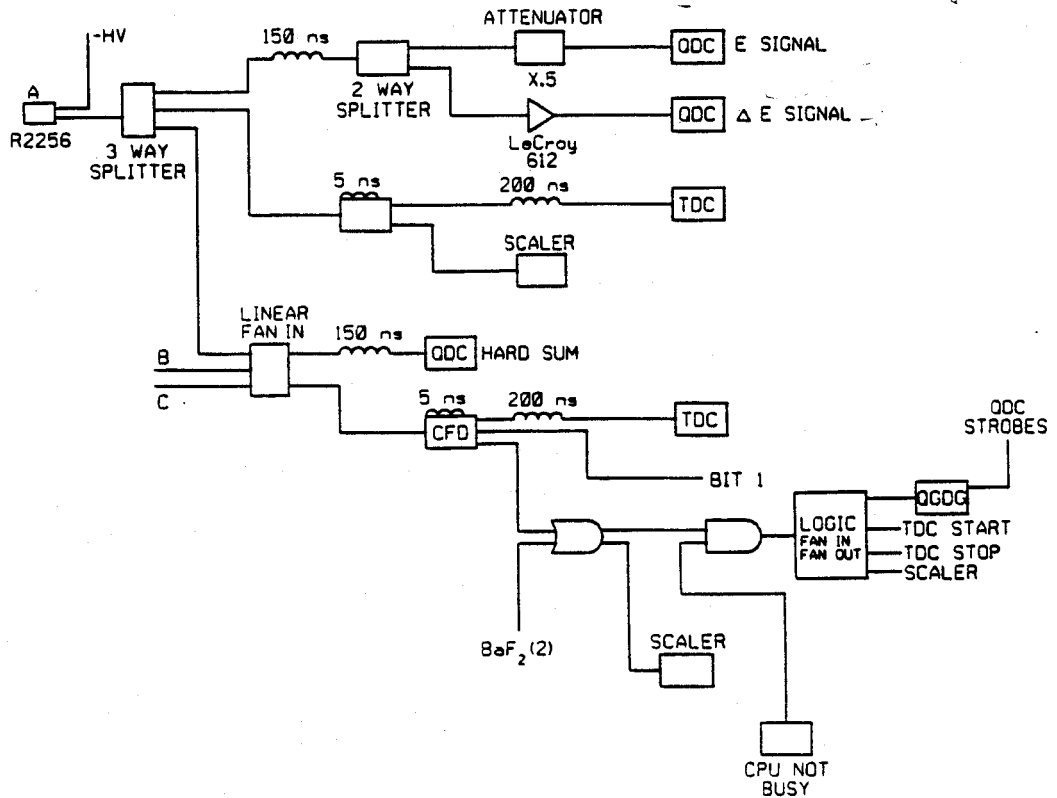 ATTENUATOR
-HV
150 ns
QDC E SIGNAL
X.5
A
2 WAY
SPLITTER
QDC Δ E SIGNAL
R2256
LeCroy
612
3 WAY
SPLITTER
5 ns
200 ns
TDC
SCALER
LINEAR
FAN IN
150 ns
B
QDC HARD SUM
C
5 ns
200 ns
CFD
TDC
QDC
STROBES
BIT 1
QGDG
LOGIC
FAN IN
FAN OUT
TDC START
TDC STOP
SCALER
BaF2(2)
SCALER
CPU NOT
BUSY